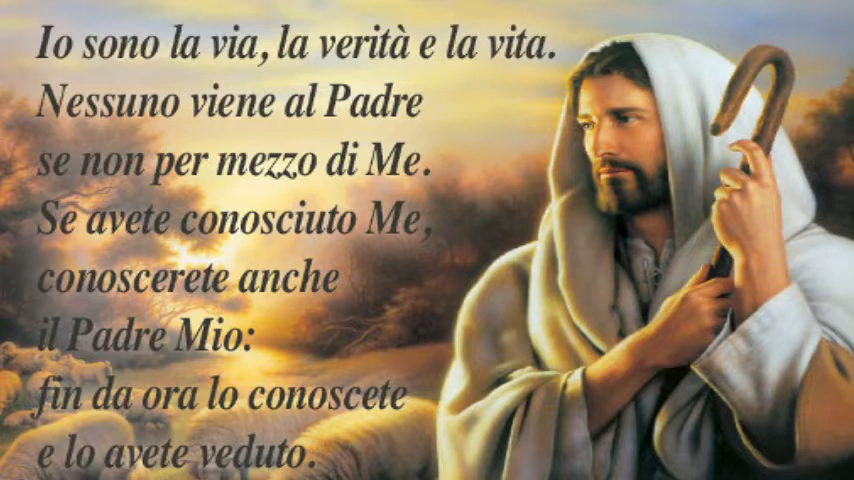 Io sono la via, la verità e la vita.
Nessuno viene al Padre
se non per mezzo di Me.
Se avete conosciuto Me,
conoscerete anche
il Padre Mio:
fin da ora lo conoscete
e lo avete veduto.